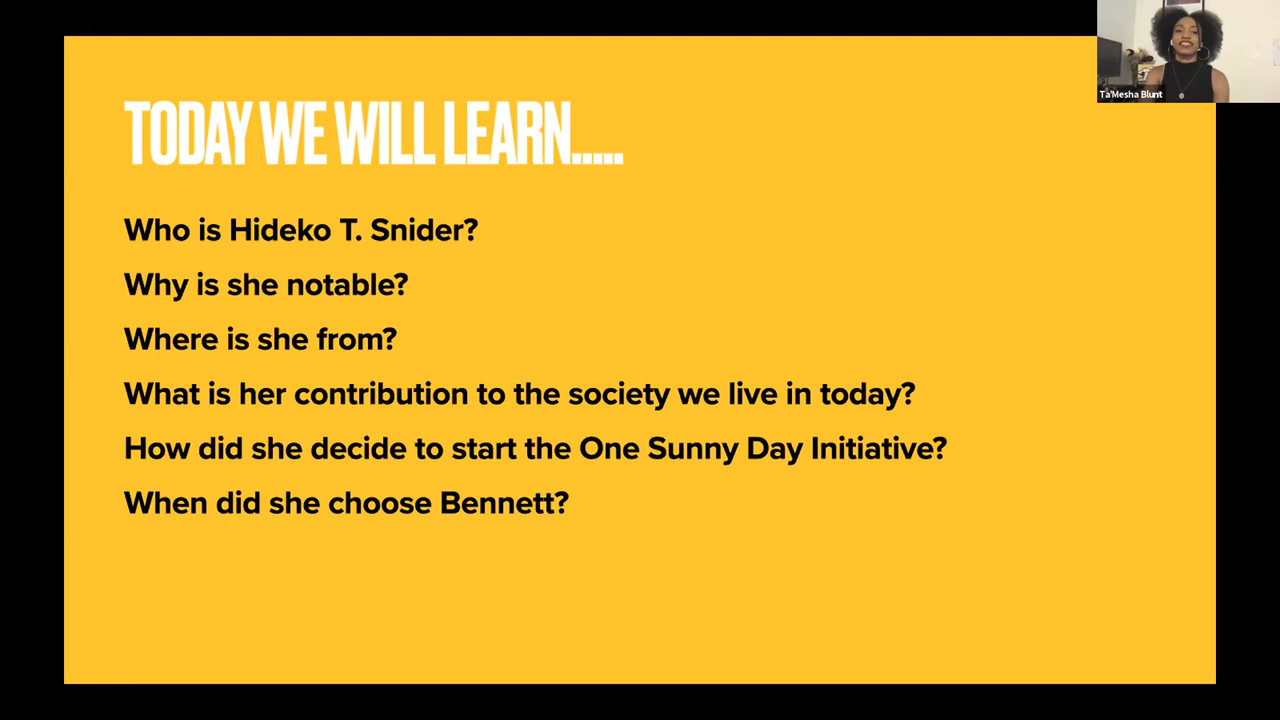 TODAY WE WILL LEARN.....
Who is Hideko T. Snider?
Why is she notable?
Where is she from?
What is her contribution to the society we live in today?
How did she decide to start the One Sunny Day Initiative?
When did she choose Bennett?
Ta'Mesha Blunt